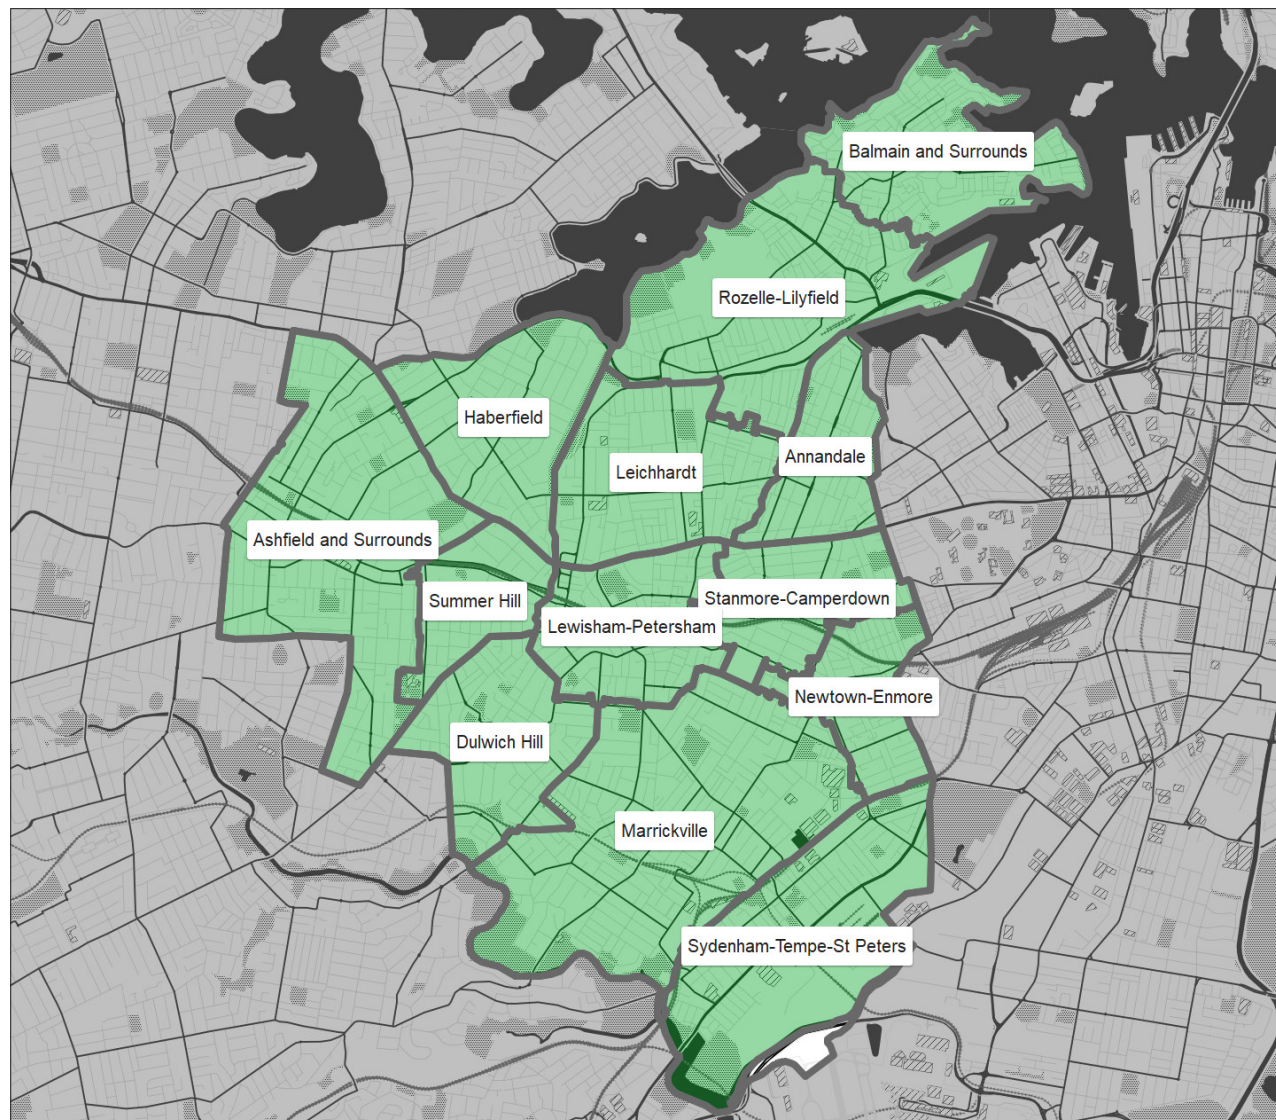 Balmain and Surrounds
Rozelle-Lilyfield
Haberfield
Annandale
Leichhardt
Ashfield and Surrounds
Summer Hill
Stanmore-Camperdown
Lewisham-Petersham
Newtown-Enmore
Dulwich Hill
Marrickville
Sydenham-Tempe-St Peters